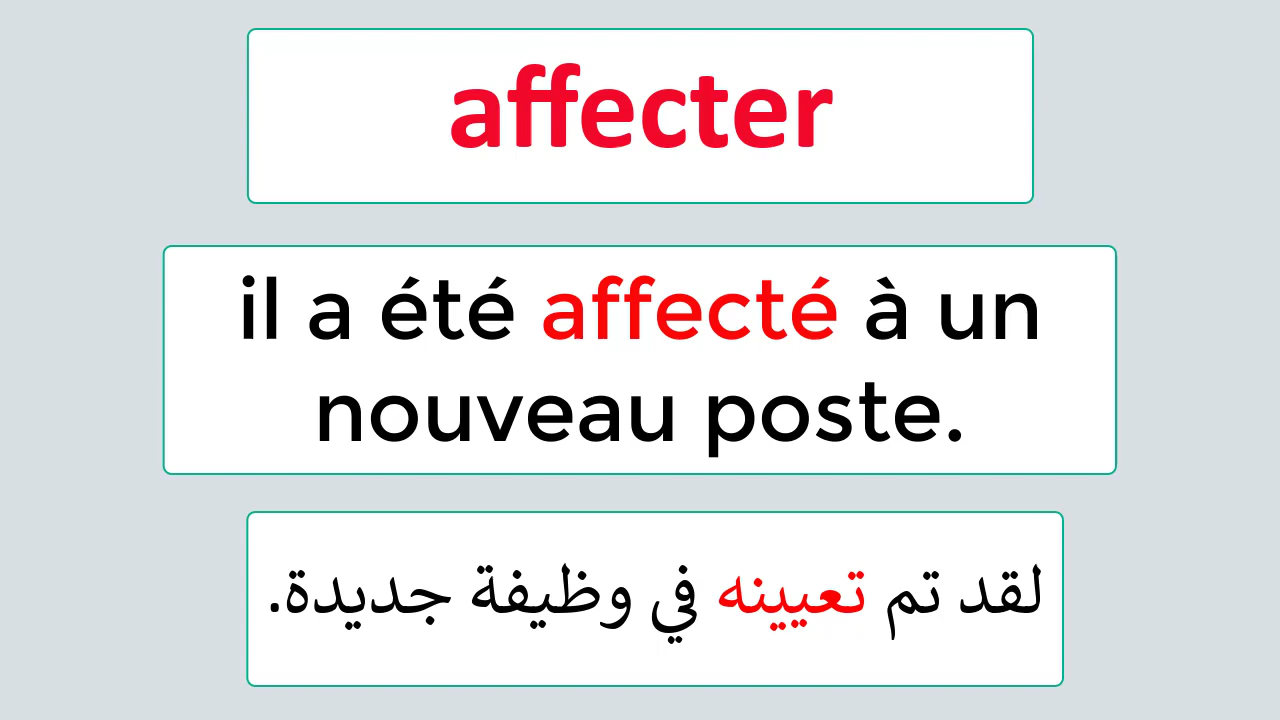 affecter
il a été affecté à un
nouveau poste.
لقد تم تعيينه في وظيفة جديدة.